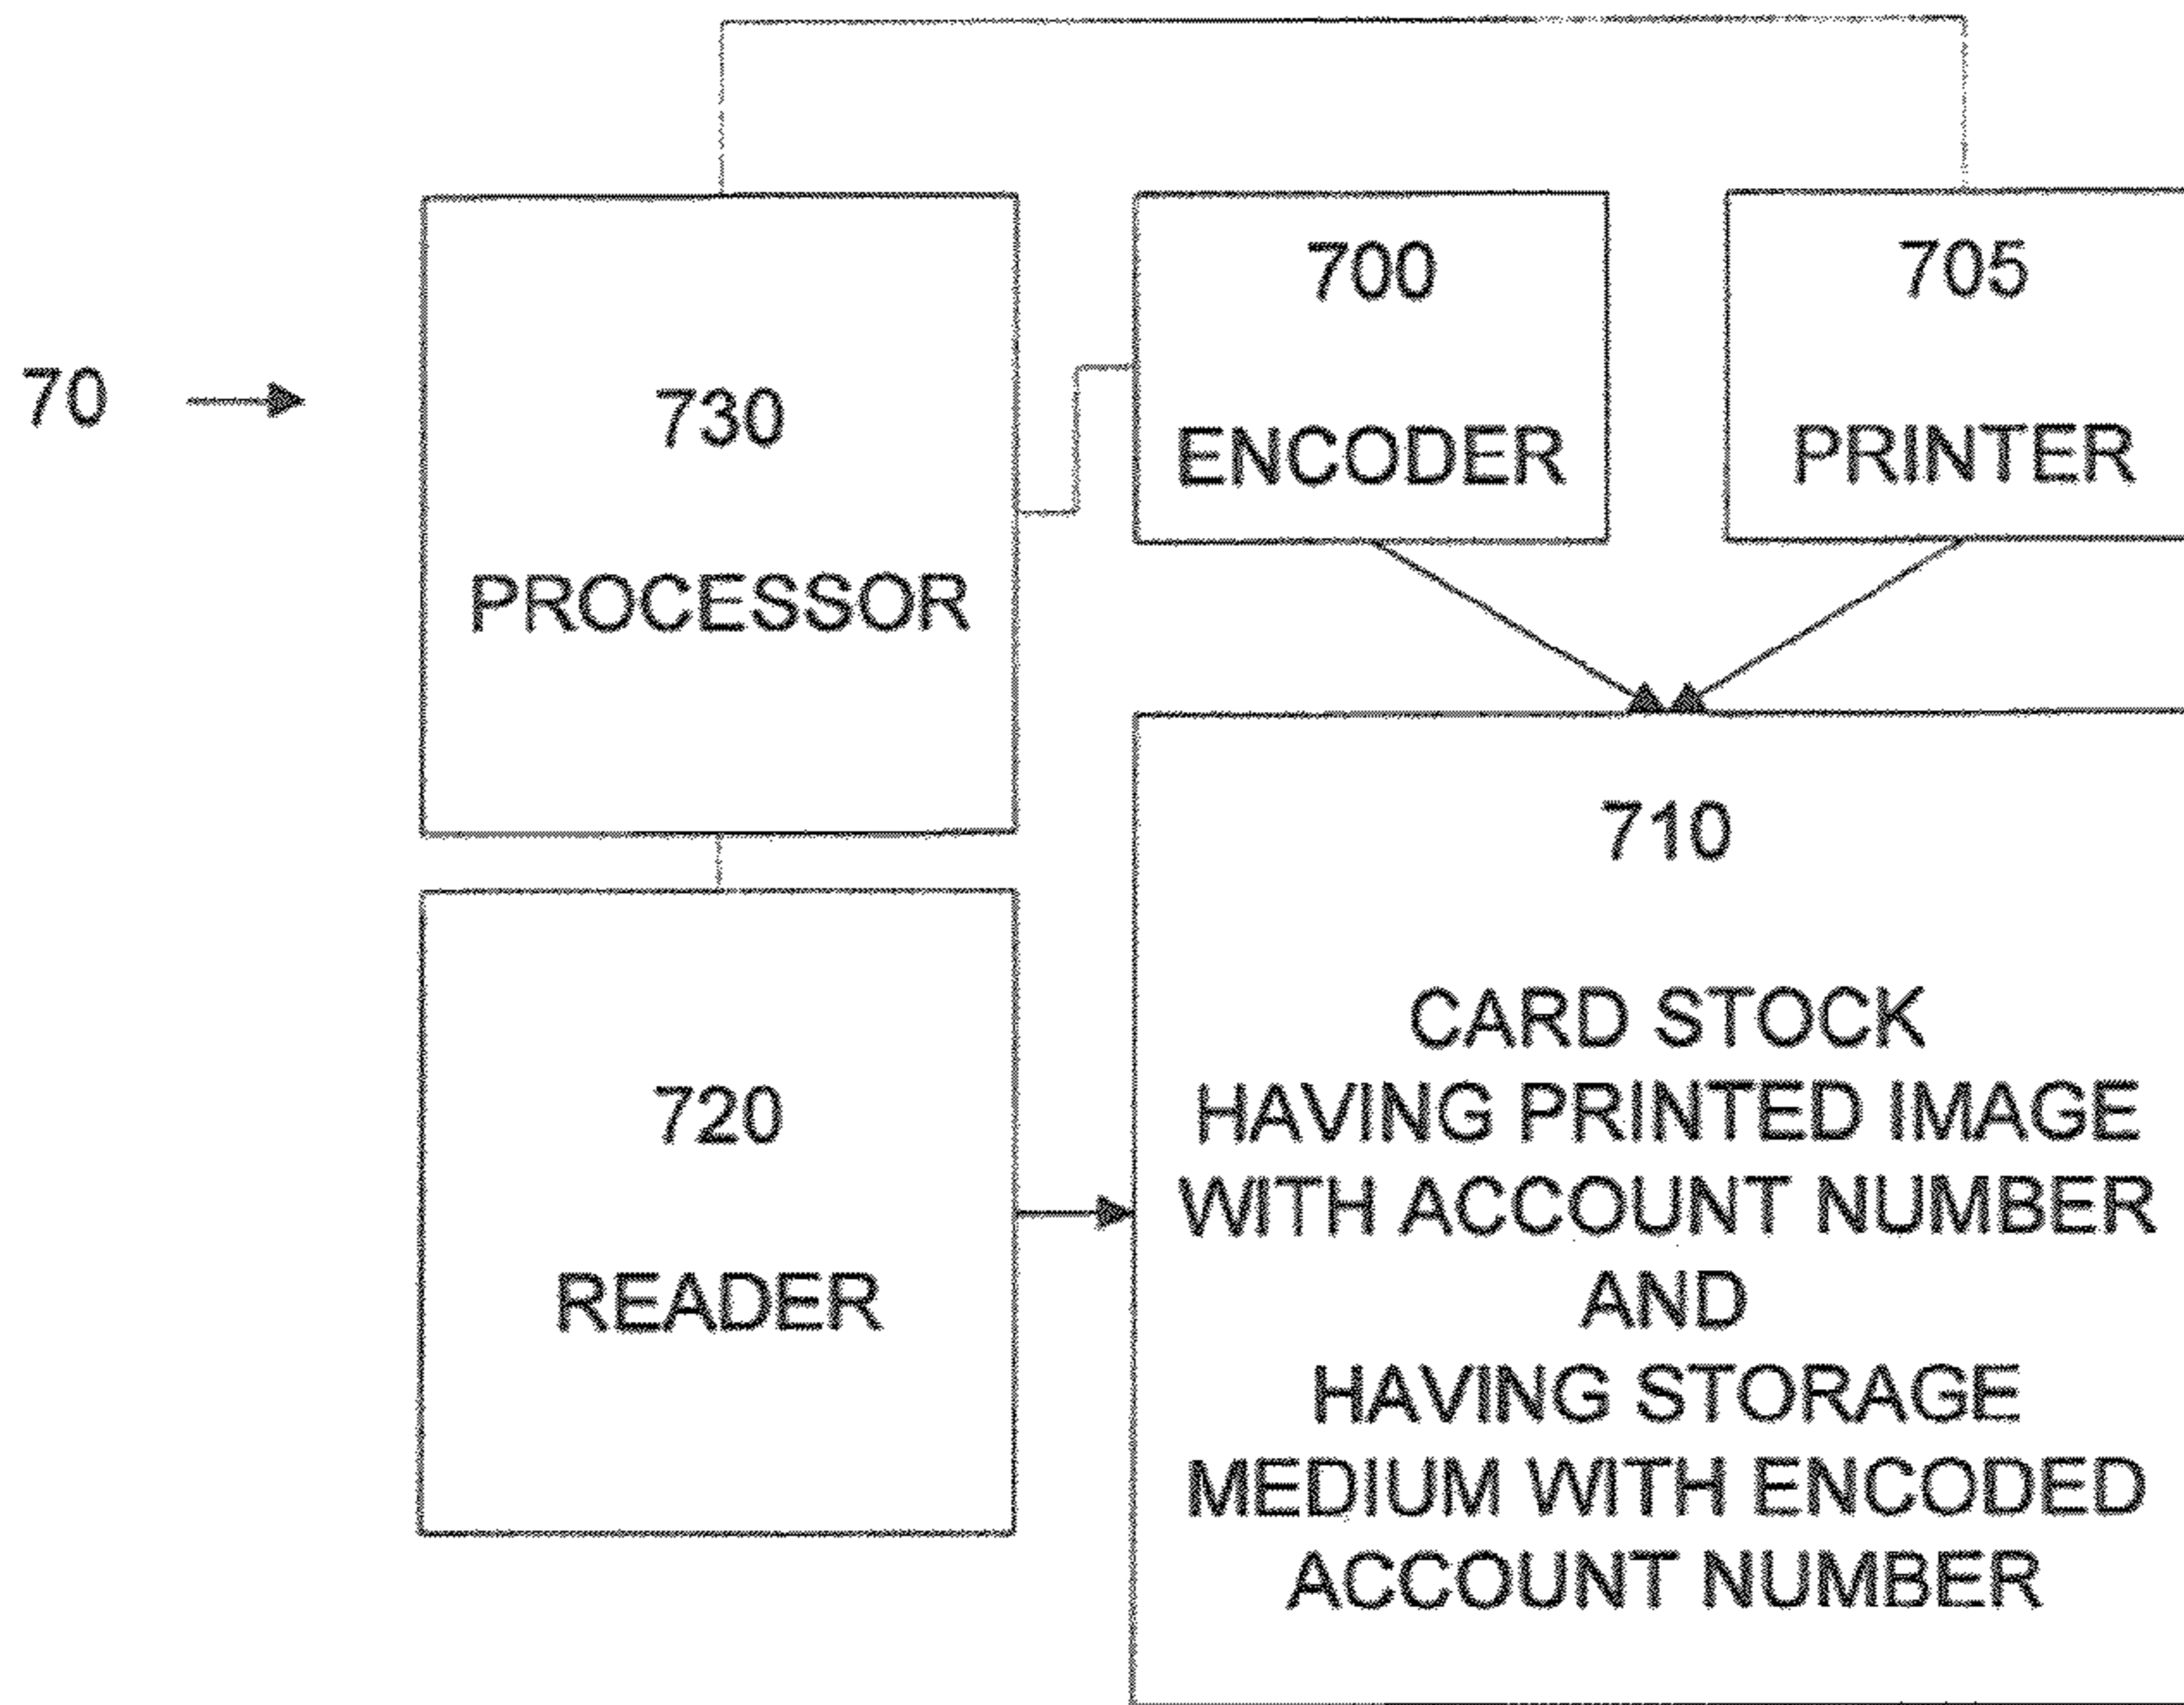 70
730
PROCESSOR
700
ENCODER
705
PRINTER
720
READER
710
CARD STOCK
HAVING PRINTED IMAGE
WITH ACCOUNT NUMBER
AND
HAVING STORAGE
MEDIUM WITH ENCODED
ACCOUNT NUMBER